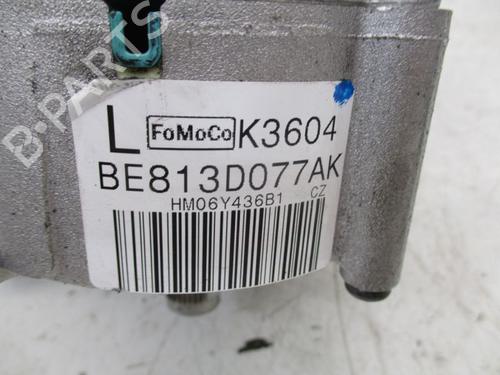 B-PARTS
L FoMoCo K3604
BE813D077AK
HM06Y436B1 CZ